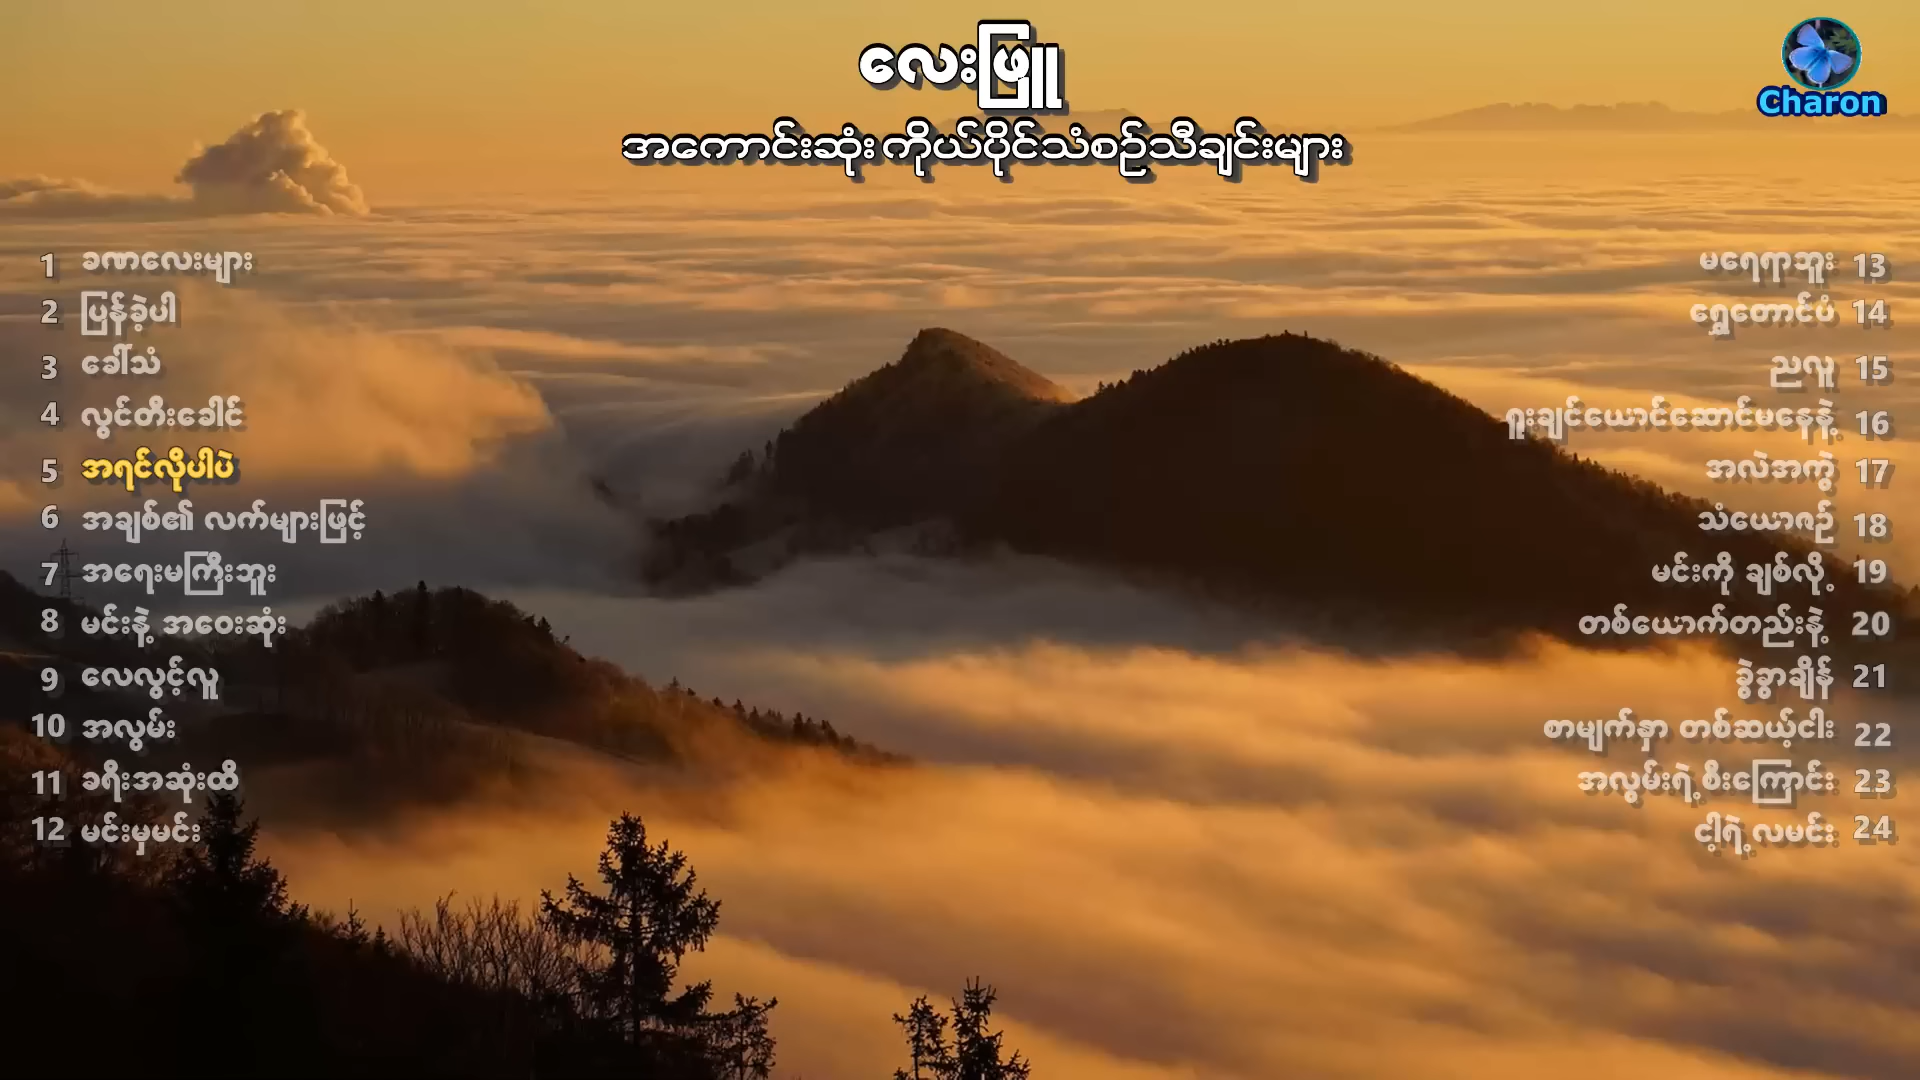 လေးဖြူ
အကောင်းဆုံး ကိုယ်ပိုင်သံစဉ်သီချင်းများ
Charon
1 ခဏလေးများ
2 ပြန်ခဲ့ပါ
3 ခေါ်သံ
4 လွင်တီးခေါင်
5 အရင်လိုပါပဲ
6 အချစ်၏ လက်များဖြင့်
7 အရေးမကြီးဘူး
8 မင်းနဲ့ အဝေးဆုံး
9 လေလွင့်လူ
10 အလွမ်း
11 ခရီးအဆုံးထိ
12 မင်းမှမင်း
မရေရာဘူး 13
ရွှေတောင်ပံ 14
ညလူ 15
ရူးချင်ယောင်ဆောင်မနေနဲ့ 16
အလဲအကွဲ 17
သံယောဇဉ် 18
မင်းကို ချစ်လို့ 19
တစ်ယောက်တည်းနဲ့ 20
ခွဲခွာချိန် 21
စာမျက်နှာ တစ်ဆယ့်ငါး 22
အလွမ်းရဲ့စီးကြောင်း 23
ငါ့ရဲ့လမင်း 24